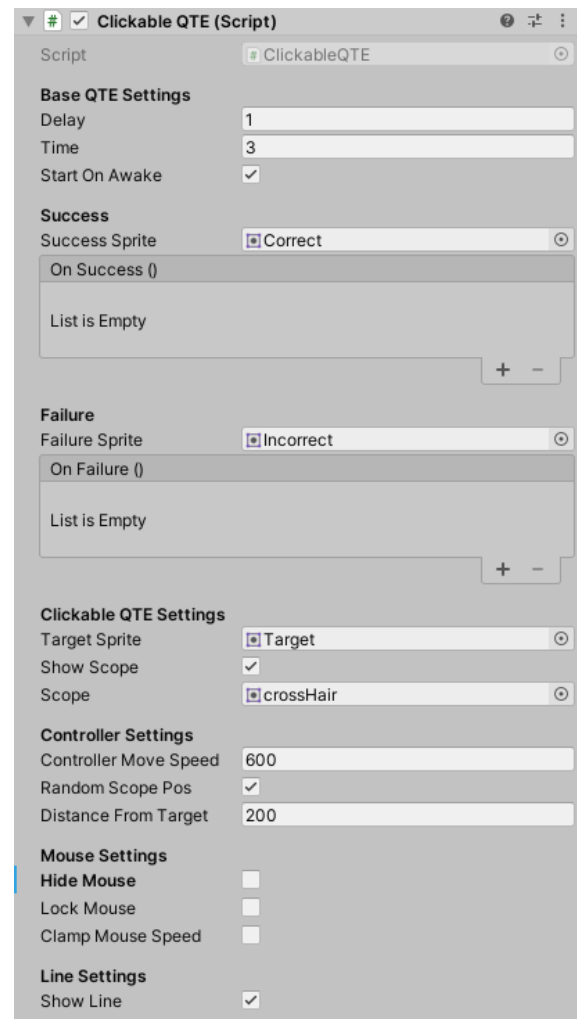 Clickable QTE (Script)
Script ClickableQTE
Base QTE Settings
Delay 1
Time 3
Start On Awake
Success
Success Sprite Correct
On Success ()
List is Empty
Failure
Failure Sprite Incorrect
On Failure ()
List is Empty
Clickable QTE Settings
Target Sprite Target
Show Scope
Scope crossHair
Controller Settings
Controller Move Speed 600
Random Scope Pos
Distance From Target 200
Mouse Settings
Hide Mouse
Lock Mouse
Clamp Mouse Speed
Line Settings
Show Line